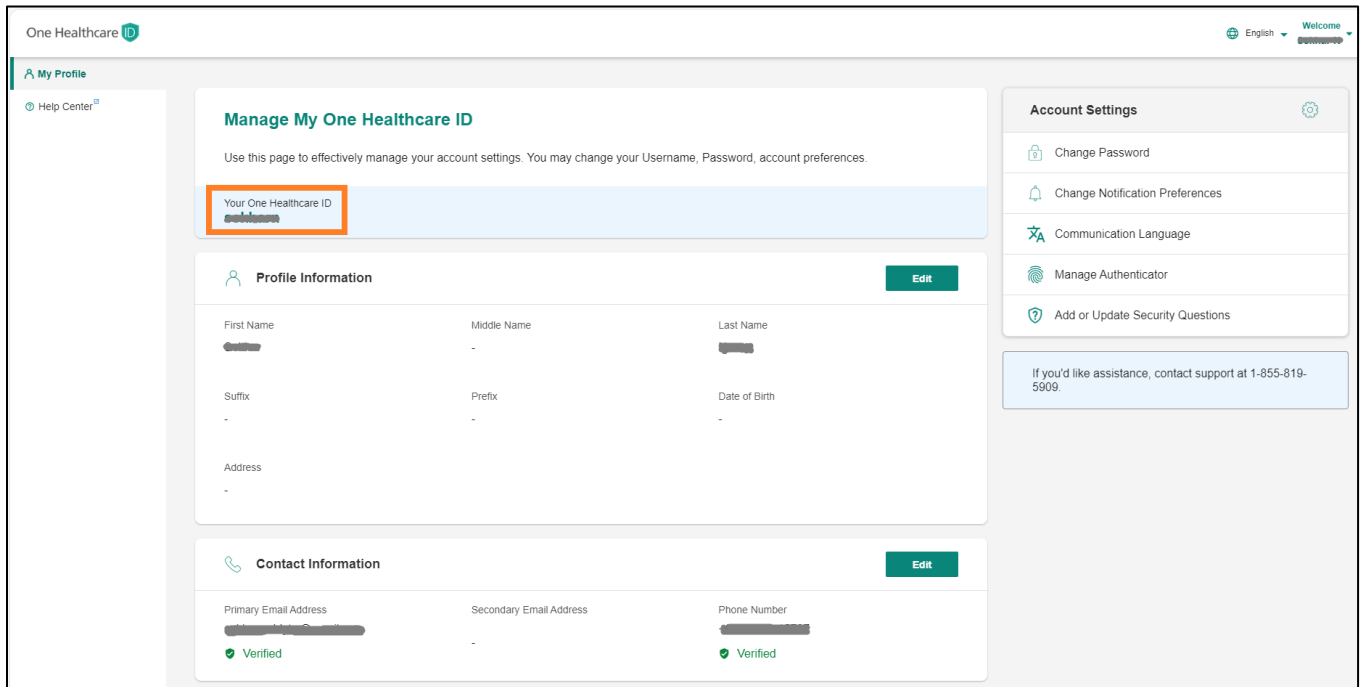 One Healthcare ID
English
Welcome
My Profile
Help Center
Manage My One Healthcare ID
Use this page to effectively manage your account settings. You may change your Username, Password, account preferences.
Your One Healthcare ID
Profile Information
Edit
First Name
Middle Name
Last Name
-
Suffix
Prefix
Date of Birth
-
-
-
Address
-
Contact Information
Edit
Primary Email Address
Secondary Email Address
Phone Number
-
Verified
Verified
Account Settings
Change Password
Change Notification Preferences
Communication Language
Manage Authenticator
Add or Update Security Questions
If you'd like assistance, contact support at 1-855-819-
5909.